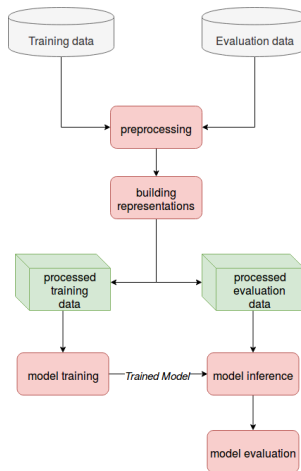 Training data
Evaluation data
preprocessing
building
representations
processed
training
data
processed
evaluation
data
model training
Trained Model
model inference
model evaluation